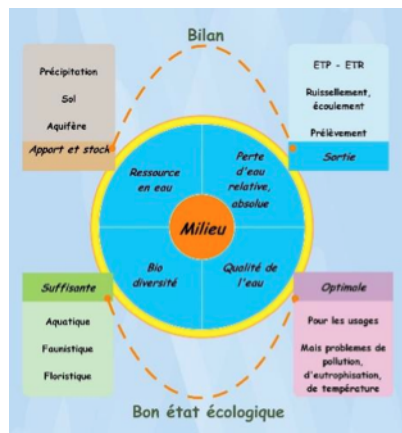 Bilan
Précipitation
Sol
Aquifère
Apport et stock
ETP - ETR
Ruissellement,
écoulement
Prélèvement
Sortie
Ressource
en eau
Perte
d'eau
relative,
absolue
Milieu
Bio
diversité
Qualité de
l'eau
Suffisante
Aquatique
Faunistique
Floristique
Optimale
Pour les usages
Mais problemes de
pollution,
d'eutrophisation,
de température
Bon état écologique